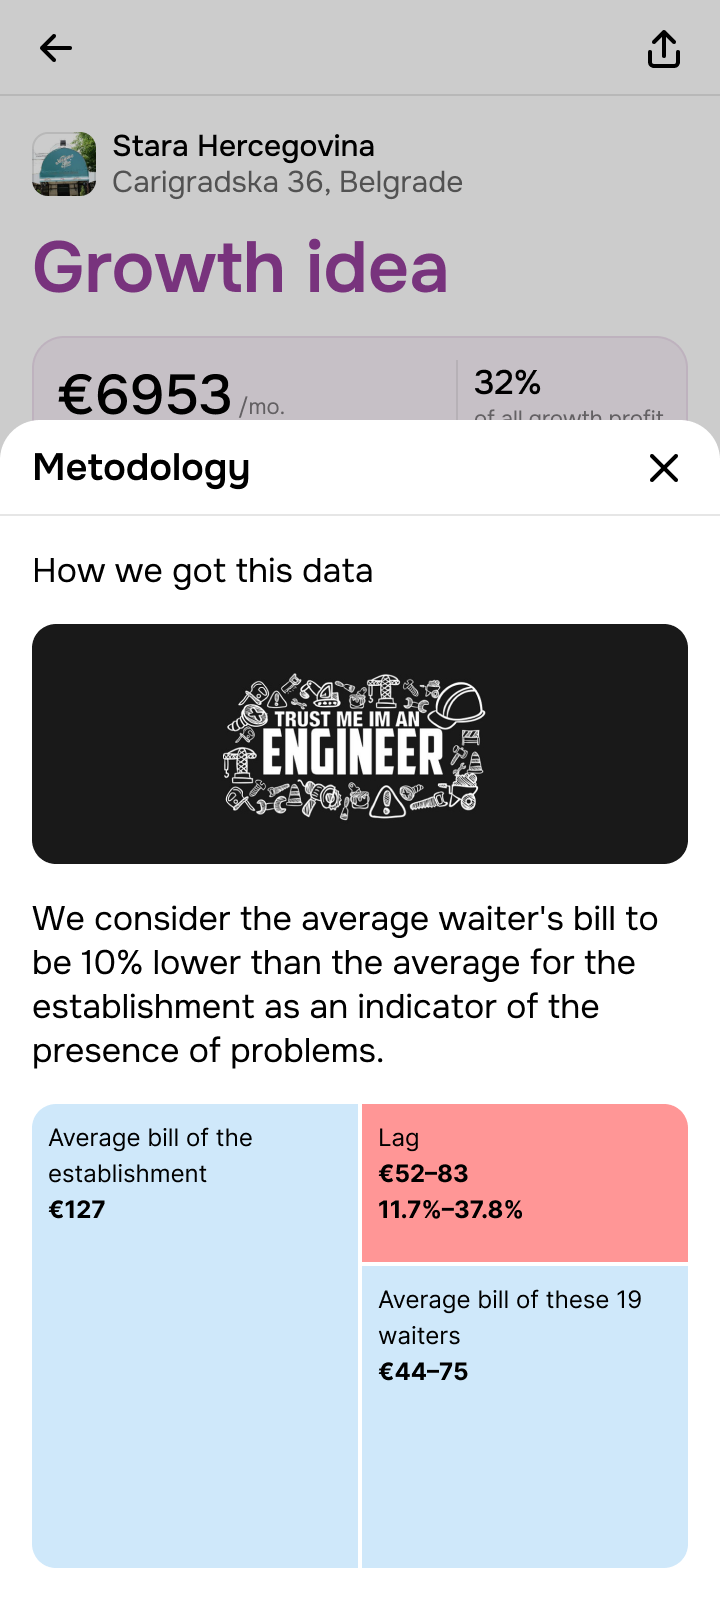 Stara Hercegovina
Carigradska 36, Belgrade
Growth idea
€6953 /mo.
32%
of all growth profit
Metodology
How we got this data
TRUST ME IM AN
ENGINEER
We consider the average waiter's bill to
be 10% lower than the average for the
establishment as an indicator of the
presence of problems.
Average bill of the
establishment
€127
Lag
€52–83
11.7%–37.8%
Average bill of these 19
waiters
€44–75